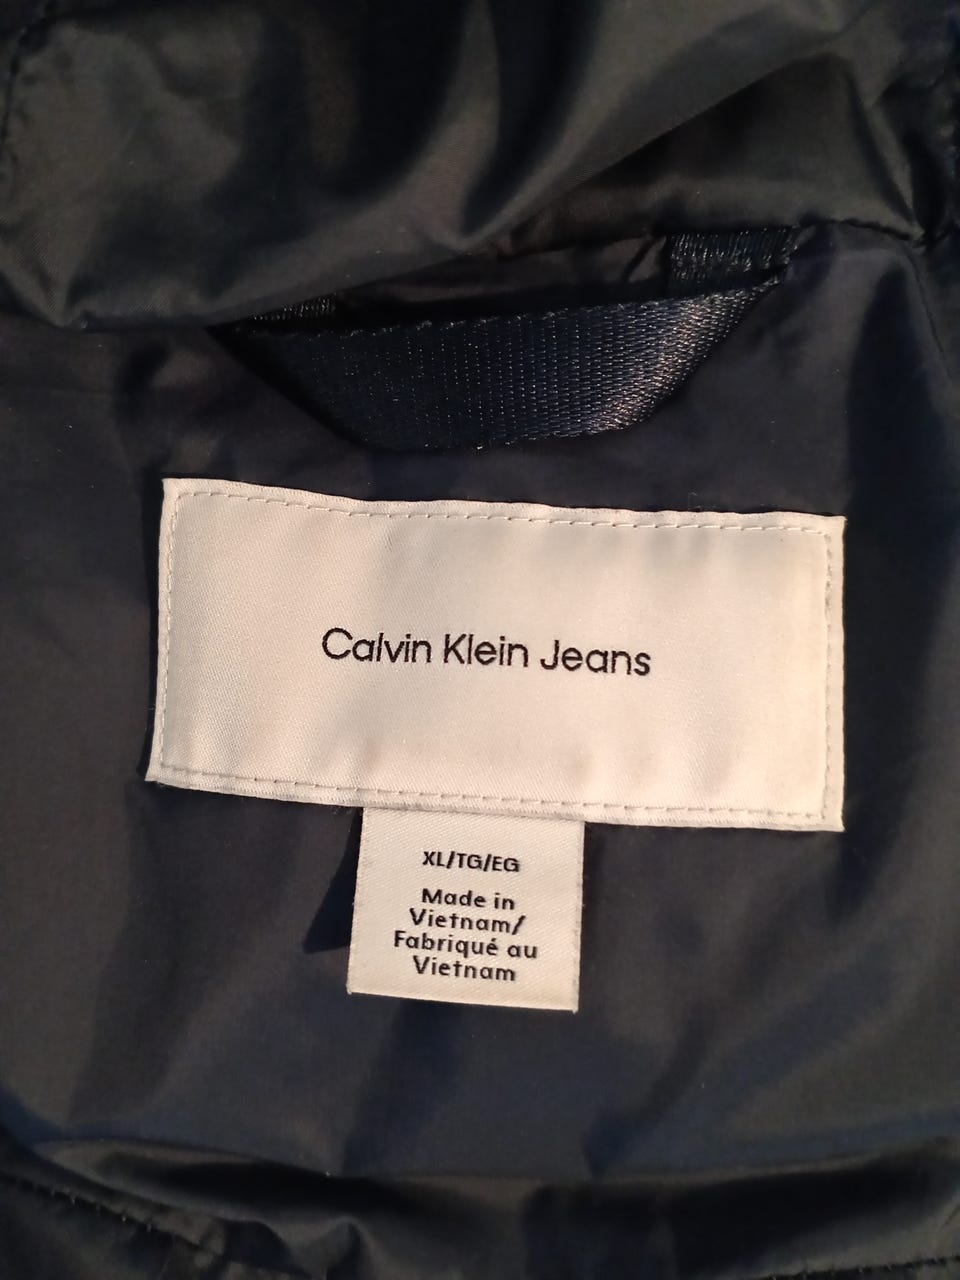 Calvin Klein Jeans
XL/TG/EG
Made in
Vietnam/
Fabriqué au
Vietnam